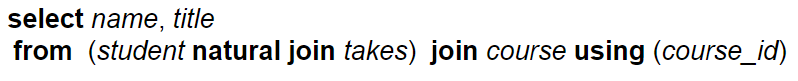 select name, title
from (student natural join takes) join course using (course_id)